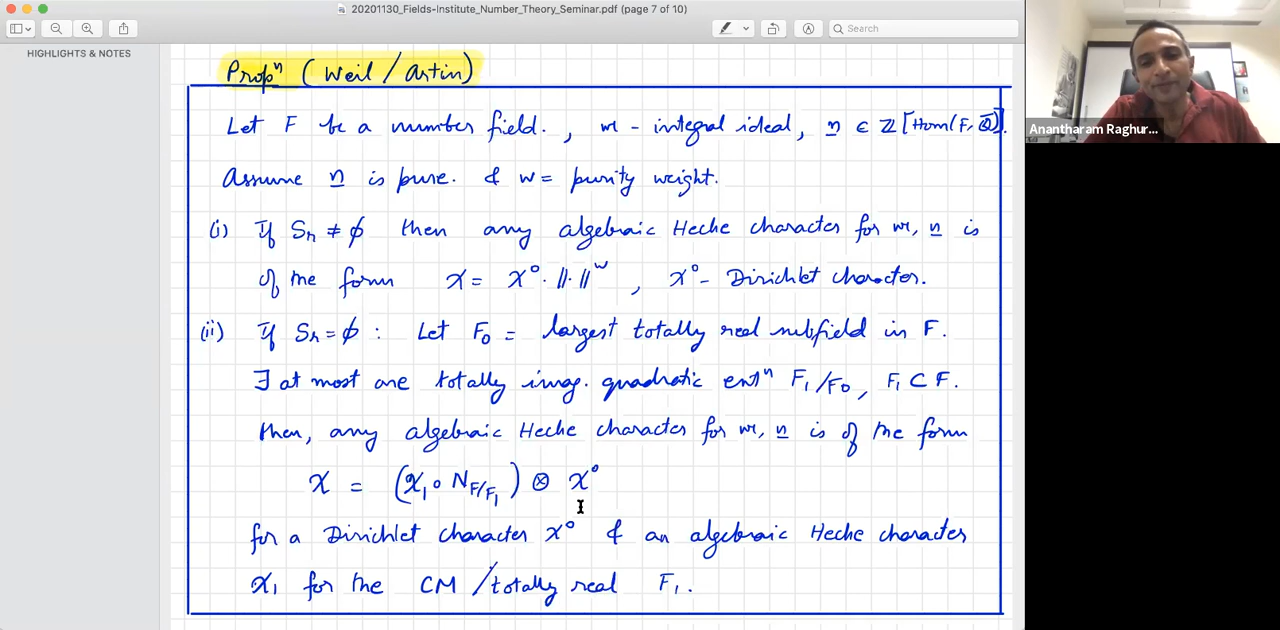 20201130_Fields-Institute_Number_Theory_Seminar.pdf (page 7 of 10)
Search
HIGHLIGHTS & NOTES
Propⁿ (Weil / Artin)
Let F be a number field. , m - integral ideal, n ∈ ℤ [Hom(F, ℚ̄)].
Assume n is pure. & w = purity weight.
(i) If Sᵣ ≠ φ then any algebraic Hecke character for m, n is
of the form χ = χ° · ||·||ʷ , χ° - Dirichlet character.
(ii) If Sᵣ = φ : Let F₀ = largest totally real subfield in F.
∃ at most one totally imag. quadratic extⁿ F₁/F₀, F₁ ⊂ F.
Then, any algebraic Hecke character for m, n is of the form
χ = (χ₁ ∘ N_{F/F₁}) ⊗ χ°
for a Dirichlet character χ° & an algebraic Hecke character
χ₁ for the CM/totally real F₁.
Anantharam Raghur...